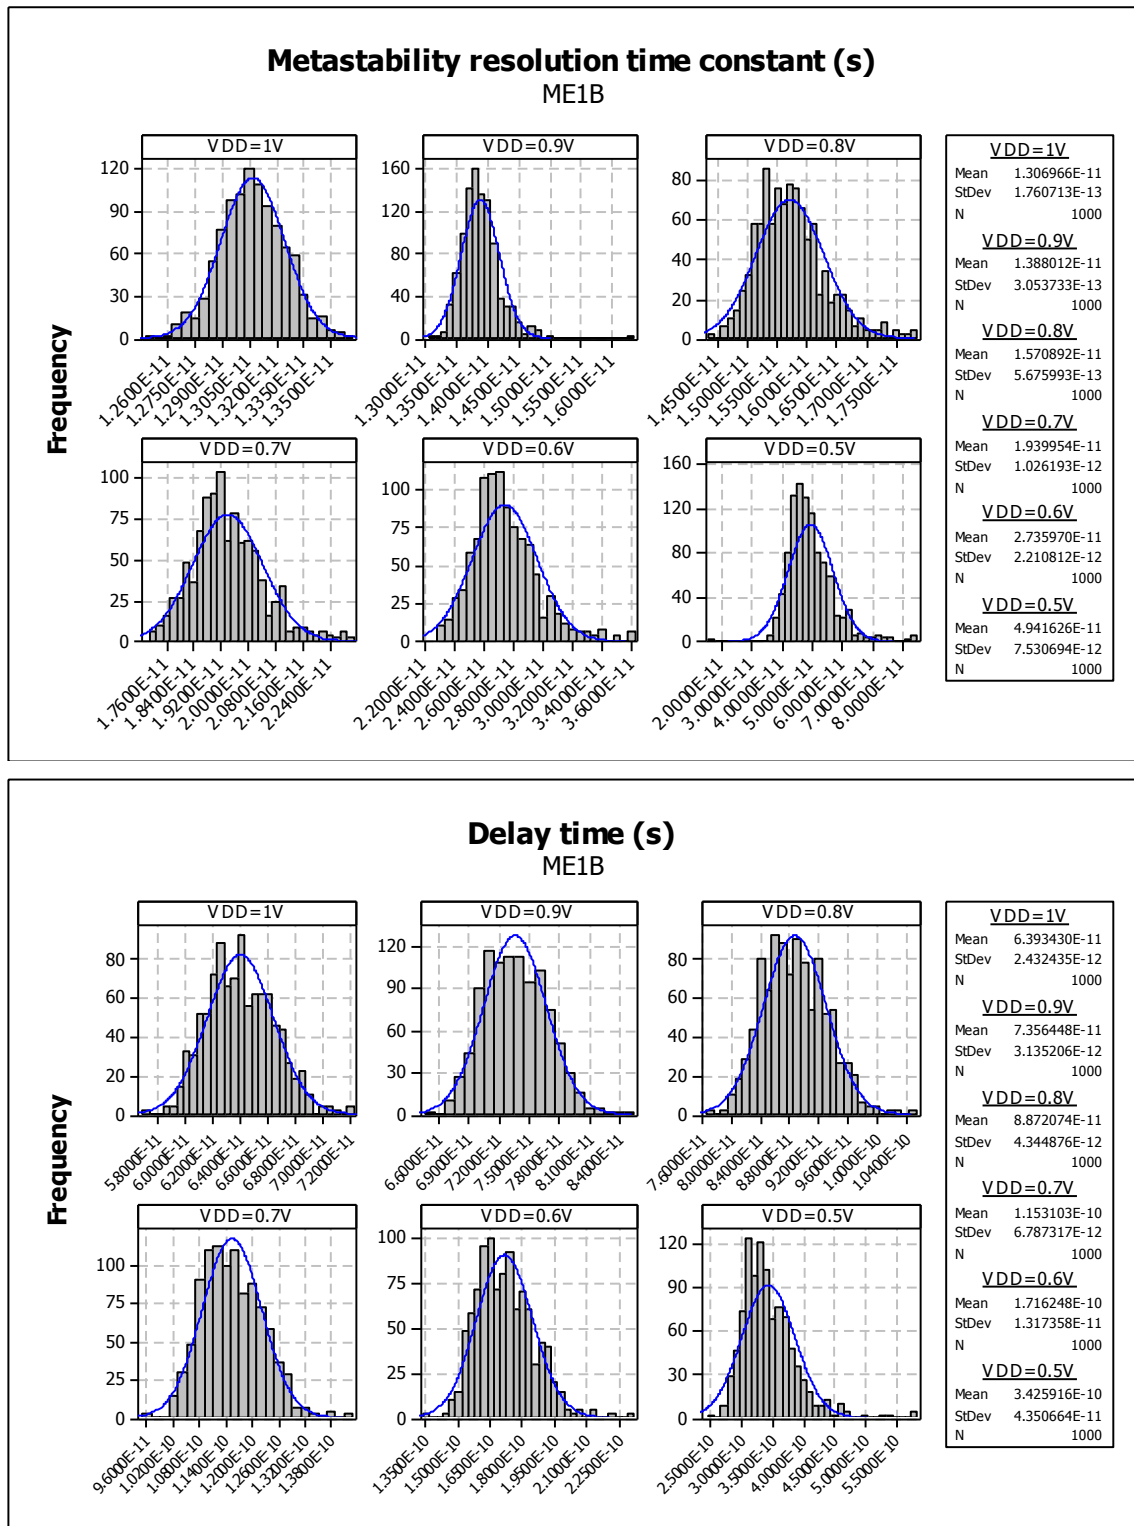 Metastability resolution time constant (s)
ME1B
Frequency
VDD=1V
120
90
60
30
0
1.2600E-11
1.2750E-11
1.2900E-11
1.3050E-11
1.3200E-11
1.3350E-11
1.3500E-11
VDD=0.9V
160
120
80
40
0
1.3000E-11
1.3500E-11
1.4000E-11
1.4500E-11
1.5000E-11
1.5500E-11
1.6000E-11
VDD=0.8V
80
60
40
20
0
1.4500E-11
1.5000E-11
1.5500E-11
1.6000E-11
1.6500E-11
1.7000E-11
1.7500E-11
VDD=0.7V
100
75
50
25
0
1.7600E-11
1.8400E-11
1.9200E-11
2.0000E-11
2.0800E-11
2.1600E-11
2.2400E-11
VDD=0.6V
100
75
50
25
0
2.2000E-11
2.4000E-11
2.6000E-11
2.8000E-11
3.0000E-11
3.2000E-11
3.4000E-11
3.6000E-11
VDD=0.5V
160
120
80
40
0
2.0000E-11
3.0000E-11
4.0000E-11
5.0000E-11
6.0000E-11
7.0000E-11
8.0000E-11
VDD=1V
Mean 1.306966E-11
StDev 1.760713E-13
N 1000
VDD=0.9V
Mean 1.388012E-11
StDev 3.053733E-13
N 1000
VDD=0.8V
Mean 1.570892E-11
StDev 5.675993E-13
N 1000
VDD=0.7V
Mean 1.939954E-11
StDev 1.026193E-12
N 1000
VDD=0.6V
Mean 2.735970E-11
StDev 2.210812E-12
N 1000
VDD=0.5V
Mean 4.941626E-11
StDev 7.530694E-12
N 1000
Delay time (s)
ME1B
Frequency
VDD=1V
80
60
40
20
0
5.8000E-11
6.0000E-11
6.2000E-11
6.4000E-11
6.6000E-11
6.8000E-11
7.0000E-11
7.2000E-11
VDD=0.9V
120
90
60
30
0
6.6000E-11
6.9000E-11
7.2000E-11
7.5000E-11
7.8000E-11
8.1000E-11
8.4000E-11
VDD=0.8V
80
60
40
20
0
7.6000E-11
8.0000E-11
8.4000E-11
8.8000E-11
9.2000E-11
9.6000E-11
1.0000E-10
1.0400E-10
VDD=0.7V
100
75
50
25
0
9.6000E-11
1.0200E-10
1.0800E-10
1.1400E-10
1.2000E-10
1.2600E-10
1.3200E-10
1.3800E-10
VDD=0.6V
100
75
50
25
0
1.3500E-10
1.5000E-10
1.6500E-10
1.8000E-10
1.9500E-10
2.1000E-10
2.2500E-10
VDD=0.5V
120
90
60
30
0
2.5000E-10
3.0000E-10
3.5000E-10
4.0000E-10
4.5000E-10
5.0000E-10
5.5000E-10
VDD=1V
Mean 6.393430E-11
StDev 2.432435E-12
N 1000
VDD=0.9V
Mean 7.356448E-11
StDev 3.135206E-12
N 1000
VDD=0.8V
Mean 8.872074E-11
StDev 4.344876E-12
N 1000
VDD=0.7V
Mean 1.153103E-10
StDev 6.787317E-12
N 1000
VDD=0.6V
Mean 1.716248E-10
StDev 1.317358E-11
N 1000
VDD=0.5V
Mean 3.425916E-10
StDev 4.350664E-11
N 1000